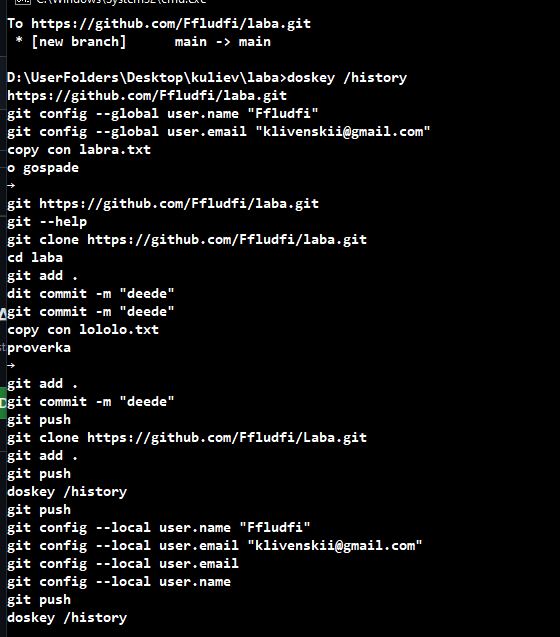 C:\Windows\System32\cmd.exe
To https://github.com/Ffludfi/laba.git
 * [new branch]      main -> main
D:\UserFolders\Desktop\kuliev\laba>doskey /history
https://github.com/Ffludfi/laba.git
git config --global user.name "Ffludfi"
git config --global user.email "klivenskii@gmail.com"
copy con labra.txt
o gospade
→
git https://github.com/Ffludfi/laba.git
git --help
git clone https://github.com/Ffludfi/laba.git
cd laba
git add .
dit commit -m "deede"
git commit -m "deede"
copy con lololo.txt
proverka
→
git add .
git commit -m "deede"
git push
git clone https://github.com/Ffludfi/Laba.git
git add .
git push
doskey /history
git push
git config --local user.name "Ffludfi"
git config --local user.email "klivenskii@gmail.com"
git config --local user.email
git config --local user.name
git push
doskey /history